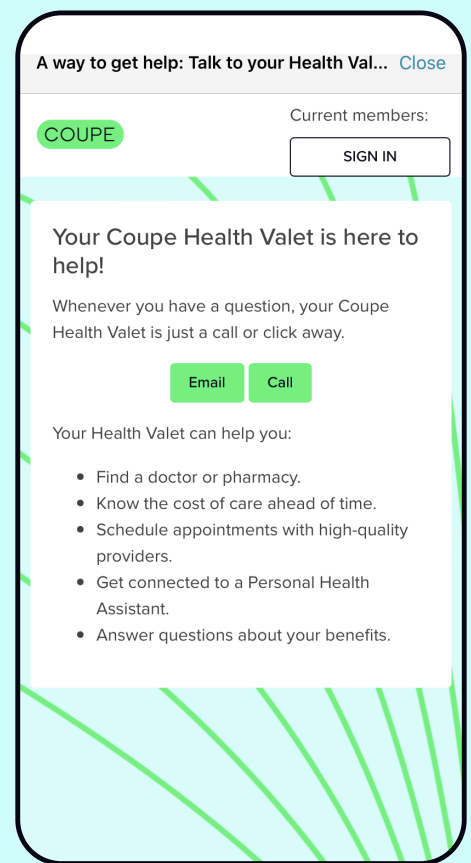 A way to get help: Talk to your Health Val... Close
Current members:
COUPE
SIGN IN
Your Coupe Health Valet is here to
help!
Whenever you have a question, your Coupe
Health Valet is just a call or click away.
Email Call
Your Health Valet can help you:
• Find a doctor or pharmacy.
• Know the cost of care ahead of time.
• Schedule appointments with high-quality
providers.
• Get connected to a Personal Health
Assistant.
• Answer questions about your benefits.